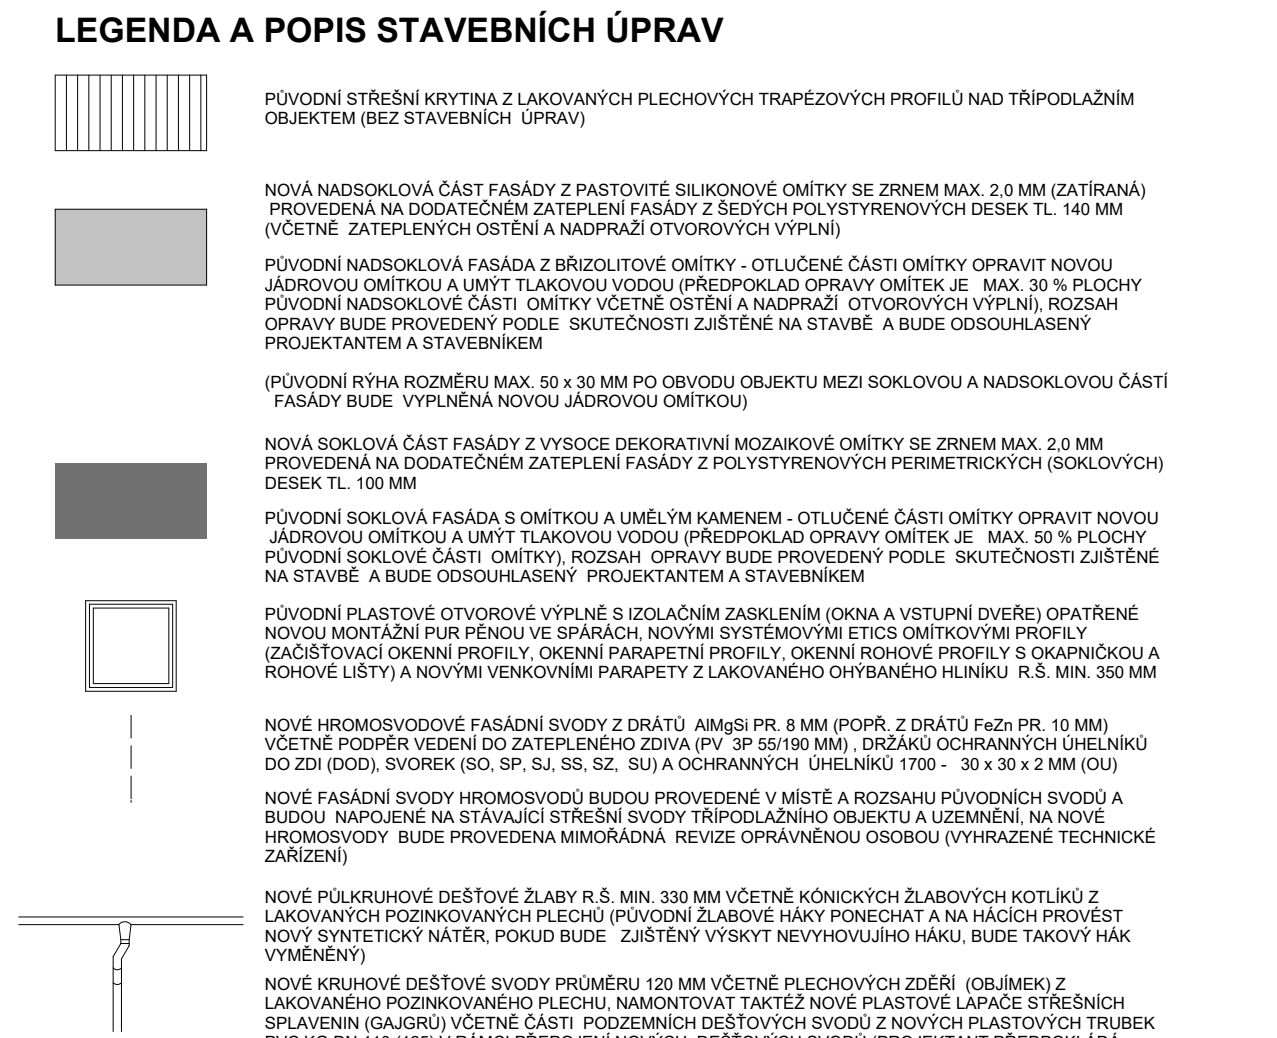 LEGENDA A POPIS STAVEBNÍCH ÚPRAV
PŮVODNÍ STŘEŠNÍ KRYTINA Z LAKOVANÝCH PLECHOVÝCH TRAPÉZOVÝCH PROFILŮ NAD TŘÍPODLAŽNÍM
OBJEKTEM (BEZ STAVEBNÍCH ÚPRAV)
NOVÁ NADSOKLOVÁ ČÁST FASÁDY Z PASTOVITÉ SILIKONOVÉ OMÍTKY SE ZRNEM MAX. 2,0 MM (ZATÍRANÁ)
PROVEDENÁ NA DODATEČNÉM ZATEPLENÍ FASÁDY Z ŠEDÝCH POLYSTYRENOVÝCH DESEK TL. 140 MM
(VČETNĚ ZATEPLENÝCH OSTĚNÍ A NADPRAŽÍ OTVOROVÝCH VÝPLNÍ)
PŮVODNÍ NADSOKLOVÁ FASÁDA Z BŘIZOLITOVÉ OMÍTKY - OTLUČENÉ ČÁSTI OMÍTKY OPRAVIT NOVOU
JÁDROVOU OMÍTKOU A UMÝT TLAKOVOU VODOU (PŘEDPOKLAD OPRAVY OMÍTEK JE MAX. 30 % PLOCHY
PŮVODNÍ NADSOKLOVÉ ČÁSTI OMÍTKY VČETNĚ OSTĚNÍ A NADPRAŽÍ OTVOROVÝCH VÝPLNÍ), ROZSAH
OPRAVY BUDE PROVEDENÝ PODLE SKUTEČNOSTI ZJIŠTĚNÉ NA STAVBĚ A BUDE ODSOUHLASENÝ
PROJEKTANTEM A STAVEBNÍKEM
(PŮVODNÍ RÝHA ROZMĚRU MAX. 50 x 30 MM PO OBVODU OBJEKTU MEZI SOKLOVOU A NADSOKLOVOU ČÁSTÍ
FASÁDY BUDE VYPLNĚNÁ NOVOU JÁDROVOU OMÍTKOU)
NOVÁ SOKLOVÁ ČÁST FASÁDY Z VYSOCE DEKORATIVNÍ MOZAIKOVÉ OMÍTKY SE ZRNEM MAX. 2,0 MM
PROVEDENÁ NA DODATEČNÉM ZATEPLENÍ FASÁDY Z POLYSTYRENOVÝCH PERIMETRICKÝCH (SOKLOVÝCH)
DESEK TL. 100 MM
PŮVODNÍ SOKLOVÁ FASÁDA S OMÍTKOU A UMĚLÝM KAMENEM - OTLUČENÉ ČÁSTI OMÍTKY OPRAVIT NOVOU
JÁDROVOU OMÍTKOU A UMÝT TLAKOVOU VODOU (PŘEDPOKLAD OPRAVY OMÍTEK JE MAX. 50 % PLOCHY
PŮVODNÍ SOKLOVÉ ČÁSTI OMÍTKY), ROZSAH OPRAVY BUDE PROVEDENÝ PODLE SKUTEČNOSTI ZJIŠTĚNÉ
NA STAVBĚ A BUDE ODSOUHLASENÝ PROJEKTANTEM A STAVEBNÍKEM
PŮVODNÍ PLASTOVÉ OTVOROVÉ VÝPLNĚ S IZOLAČNÍM ZASKLENÍM (OKNA A VSTUPNÍ DVEŘE) OPATŘENÉ
NOVOU MONTÁŽNÍ PUR PĚNOU VE SPÁRÁCH, NOVÝMI SYSTÉMOVÝMI ETICS OMÍTKOVÝMI PROFILY
(ZAČIŠŤOVACÍ OKENNÍ PROFILY, OKENNÍ PARAPETNÍ PROFILY, OKENNÍ ROHOVÉ PROFILY S OKAPNIČKOU A
ROHOVÉ LIŠTY) A NOVÝMI VENKOVNÍMI PARAPETY Z LAKOVANÉHO OHÝBANÉHO HLINÍKU R.Š. MIN. 350 MM
NOVÉ HROMOSVODOVÉ FASÁDNÍ SVODY Z DRÁTŮ AlMgSi PR. 8 MM (POPŘ. Z DRÁTŮ FeZn PR. 10 MM)
VČETNĚ PODPĚR VEDENÍ DO ZATEPLENÉHO ZDIVA (PV 3P 55/190 MM) , DRŽÁKŮ OCHRANNÝCH ÚHELNÍKŮ
DO ZDI (DOD), SVOREK (SO, SP, SJ, SS, SZ, SU) A OCHRANNÝCH ÚHELNÍKŮ 1700 - 30 x 30 x 2 MM (OU)
NOVÉ FASÁDNÍ SVODY HROMOSVODŮ BUDOU PROVEDENÉ V MÍSTĚ A ROZSAHU PŮVODNÍCH SVODŮ A
BUDOU NAPOJENÉ NA STÁVAJÍCÍ STŘEŠNÍ SVODY TŘÍPODLAŽNÍHO OBJEKTU A UZEMNĚNÍ, NA NOVÉ
HROMOSVODY BUDE PROVEDENA MIMOŘÁDNÁ REVIZE OPRÁVNĚNOU OSOBOU (VYHRAZENÉ TECHNICKÉ
ZAŘÍZENÍ)
NOVÉ PŮLKRUHOVÉ DEŠŤOVÉ ŽLABY R.Š. MIN. 330 MM VČETNĚ KÓNICKÝCH ŽLABOVÝCH KOTLÍKŮ Z
LAKOVANÝCH POZINKOVANÝCH PLECHŮ (PŮVODNÍ ŽLABOVÉ HÁKY PONECHAT A NA HÁCÍCH PROVÉST
NOVÝ SYNTETICKÝ NÁTĚR, POKUD BUDE ZJIŠTĚNÝ VÝSKYT NEVYHOVUJÍHO HÁKU, BUDE TAKOVÝ HÁK
VYMĚNĚNÝ)
NOVÉ KRUHOVÉ DEŠŤOVÉ SVODY PRŮMĚRU 120 MM VČETNĚ PLECHOVÝCH ZDĚŘÍ (OBJÍMEK) Z
LAKOVANÉHO POZINKOVANÉHO PLECHU, NAMONTOVAT TAKTÉŽ NOVÉ PLASTOVÉ LAPAČE STŘEŠNÍCH
SPLAVENIN (GAJGRŮ) VČETNĚ ČÁSTI PODZEMNÍCH DEŠŤOVÝCH SVODŮ Z NOVÝCH PLASTOVÝCH TRUBEK